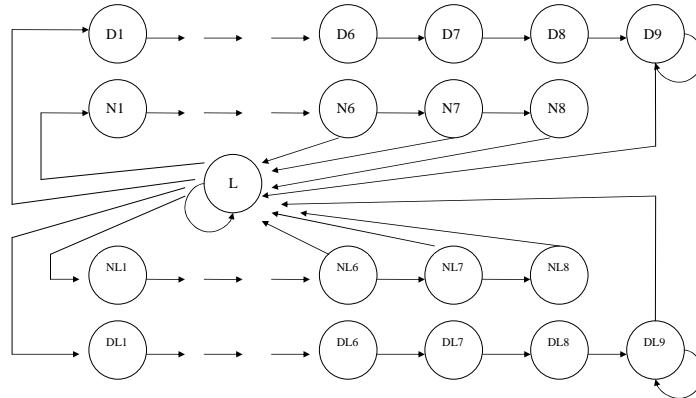 D1 D6 D7 D8 D9
N1 N6 N7 N8
L
NL1 NL6 NL7 NL8
DL1 DL6 DL7 DL8 DL9